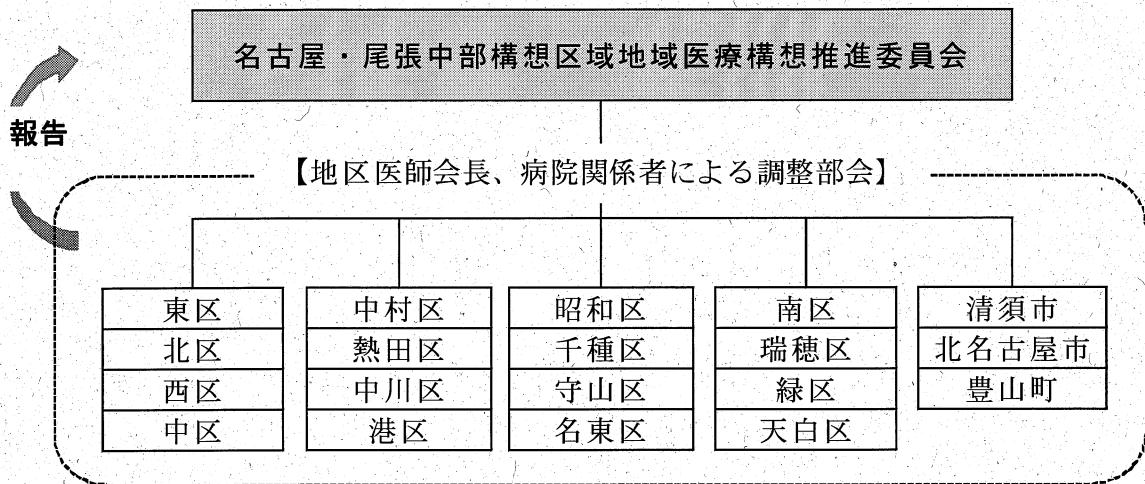 名古屋・尾張中部構想区域地域医療構想推進委員会
報告
【地区医師会長、病院関係者による調整部会】
東区
北区
西区
中区
中村区
熱田区
中川区
港区
昭和区
千種区
守山区
名東区
南区
瑞穂区
緑区
天白区
清須市
北名古屋市
豊山町